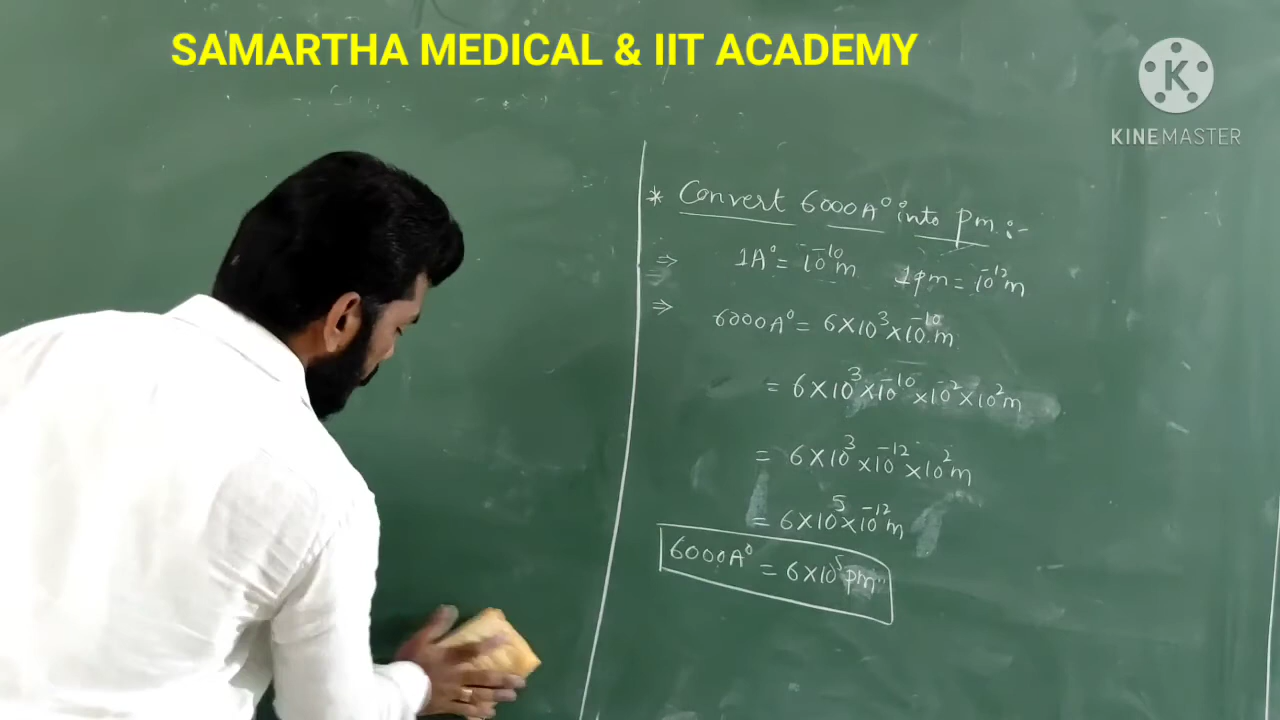 SAMARTHA MEDICAL & IIT ACADEMY
K
KINEMASTER
* Convert 6000A° into pm :-
⇒ 1A° = 10⁻¹⁰m 1pm = 10⁻¹²m
⇒ 6000A° = 6×10³×10⁻¹⁰m
= 6×10³×10⁻¹⁰×10⁻²×10²m
= 6×10³×10⁻¹²×10²m
= 6×10⁵×10⁻¹²m
6000A° = 6×10⁵pm